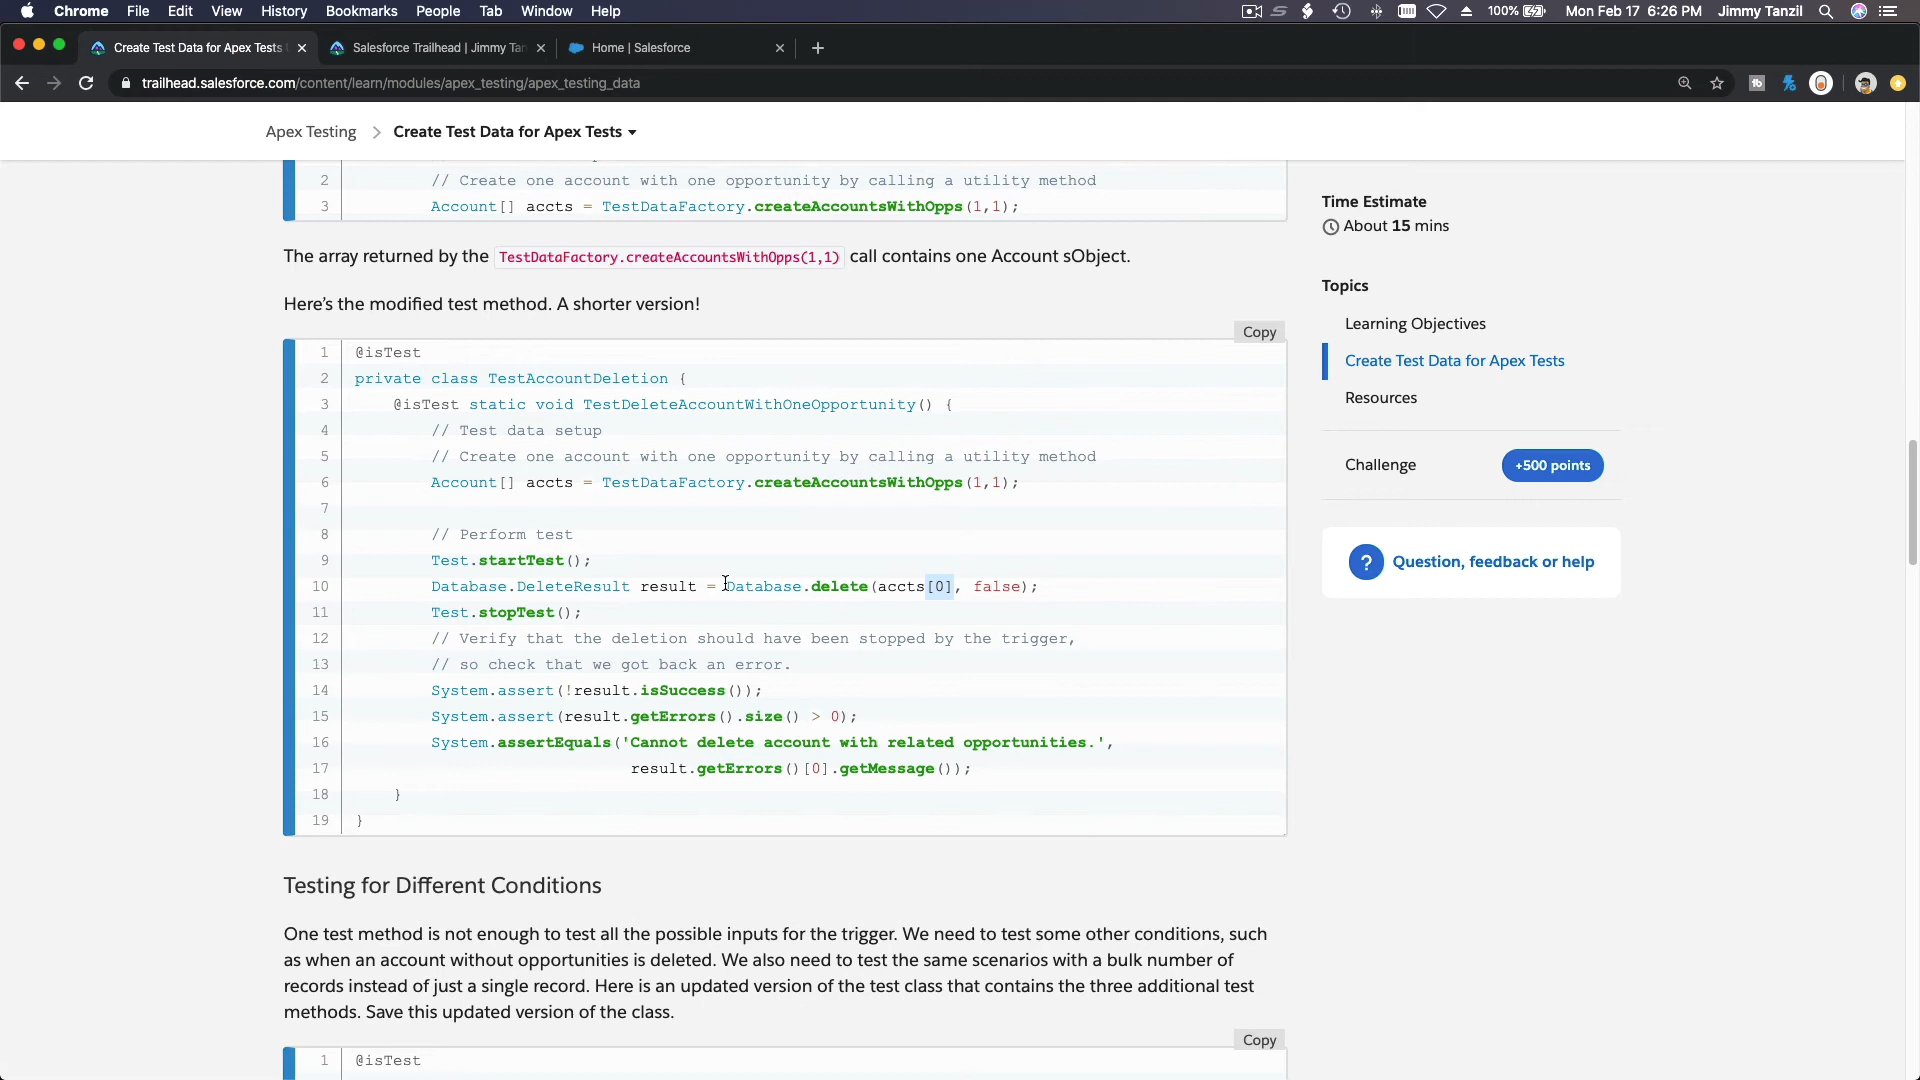 Chrome File Edit View History Bookmarks People Tab Window Help 100% Mon Feb 17 6:26 PM Jimmy Tanzil
Create Test Data for Apex Tests
Salesforce Trailhead | Jimmy Tan
Home | Salesforce
trailhead.salesforce.com/content/learn/modules/apex_testing/apex_testing_data
Apex Testing > Create Test Data for Apex Tests
2 // Create one account with one opportunity by calling a utility method
3 Account[] accts = TestDataFactory.createAccountsWithOpps(1,1);
The array returned by the TestDataFactory.createAccountsWithOpps(1,1) call contains one Account sObject.
Here’s the modified test method. A shorter version!
Copy
1 @isTest
2 private class TestAccountDeletion {
3 @isTest static void TestDeleteAccountWithOneOpportunity() {
4 // Test data setup
5 // Create one account with one opportunity by calling a utility method
6 Account[] accts = TestDataFactory.createAccountsWithOpps(1,1);
7
8 // Perform test
9 Test.startTest();
10 Database.DeleteResult result = Database.delete(accts[0], false);
11 Test.stopTest();
12 // Verify that the deletion should have been stopped by the trigger,
13 // so check that we got back an error.
14 System.assert(!result.isSuccess());
15 System.assert(result.getErrors().size() > 0);
16 System.assertEquals('Cannot delete account with related opportunities.',
17 result.getErrors()[0].getMessage());
18 }
19 }
Testing for Different Conditions
One test method is not enough to test all the possible inputs for the trigger. We need to test some other conditions, such
as when an account without opportunities is deleted. We also need to test the same scenarios with a bulk number of
records instead of just a single record. Here is an updated version of the test class that contains the three additional test
methods. Save this updated version of the class.
Copy
1 @isTest
Time Estimate
About 15 mins
Topics
Learning Objectives
Create Test Data for Apex Tests
Resources
Challenge +500 points
? Question, feedback or help